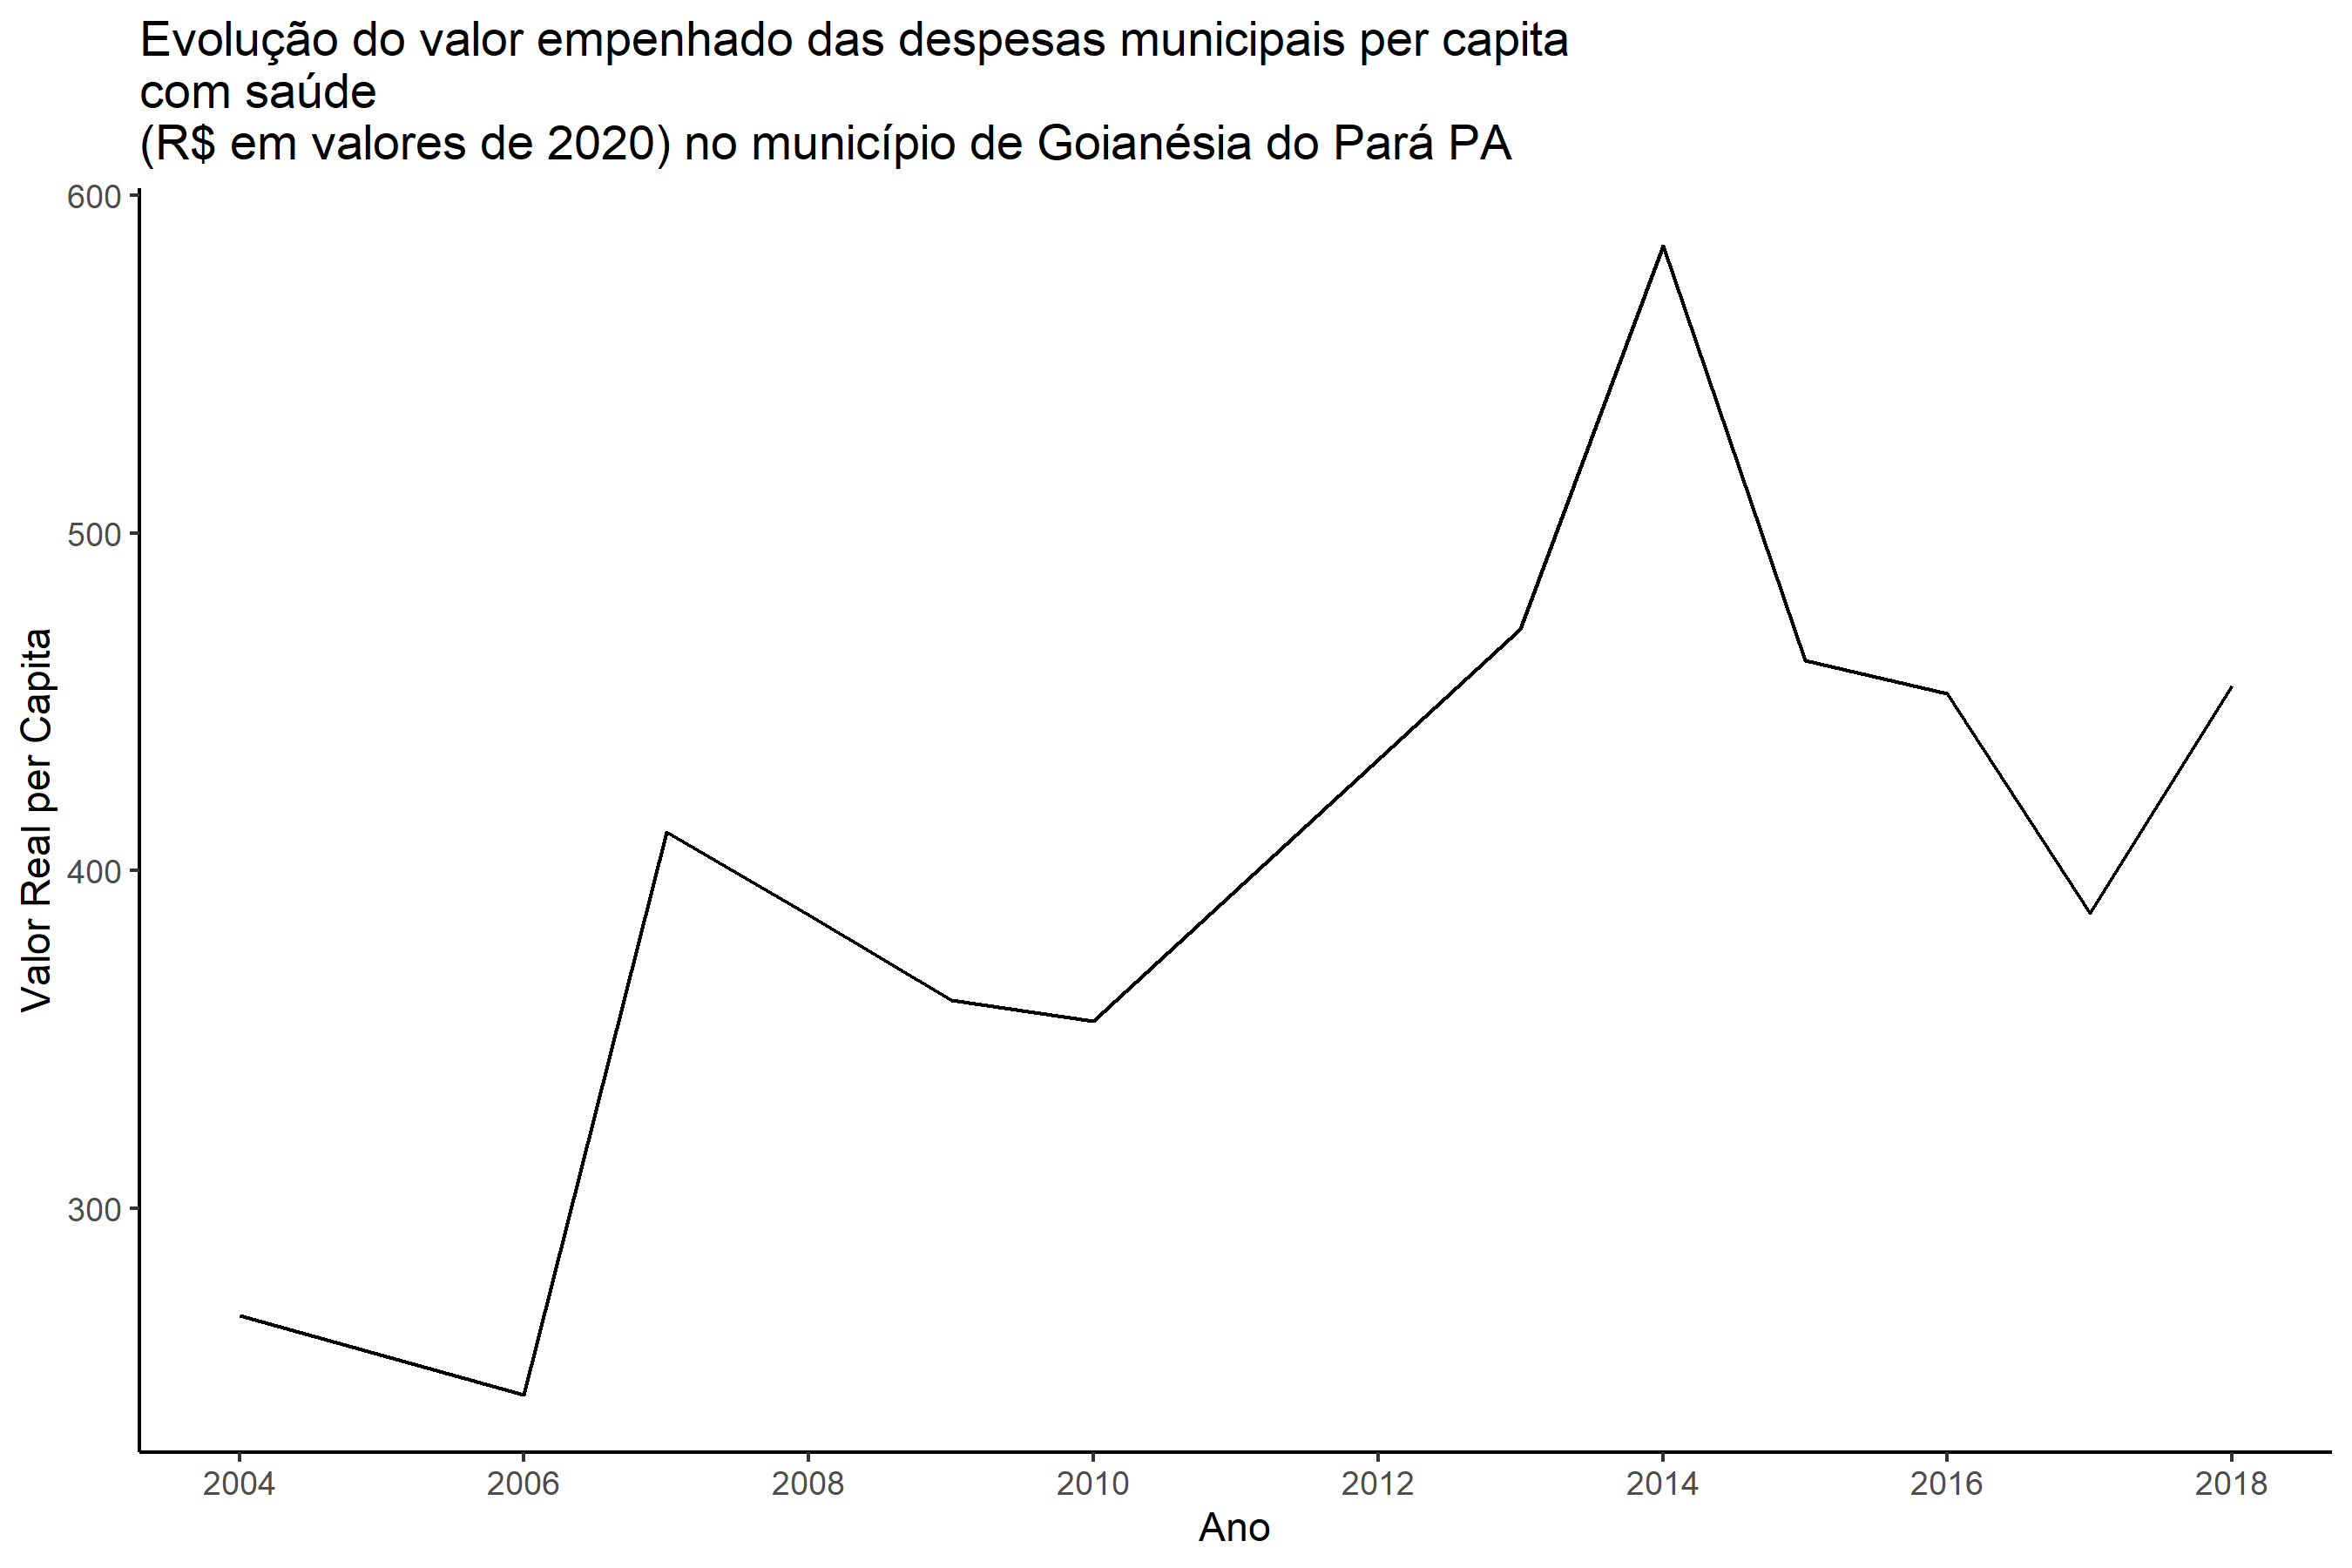 Evolução do valor empenhado das despesas municipais per capita
com saúde
(R$ em valores de 2020) no município de Goianésia do Pará PA
600
500
400
300
Valor Real per Capita
2004 2006 2008 2010 2012 2014 2016 2018
Ano